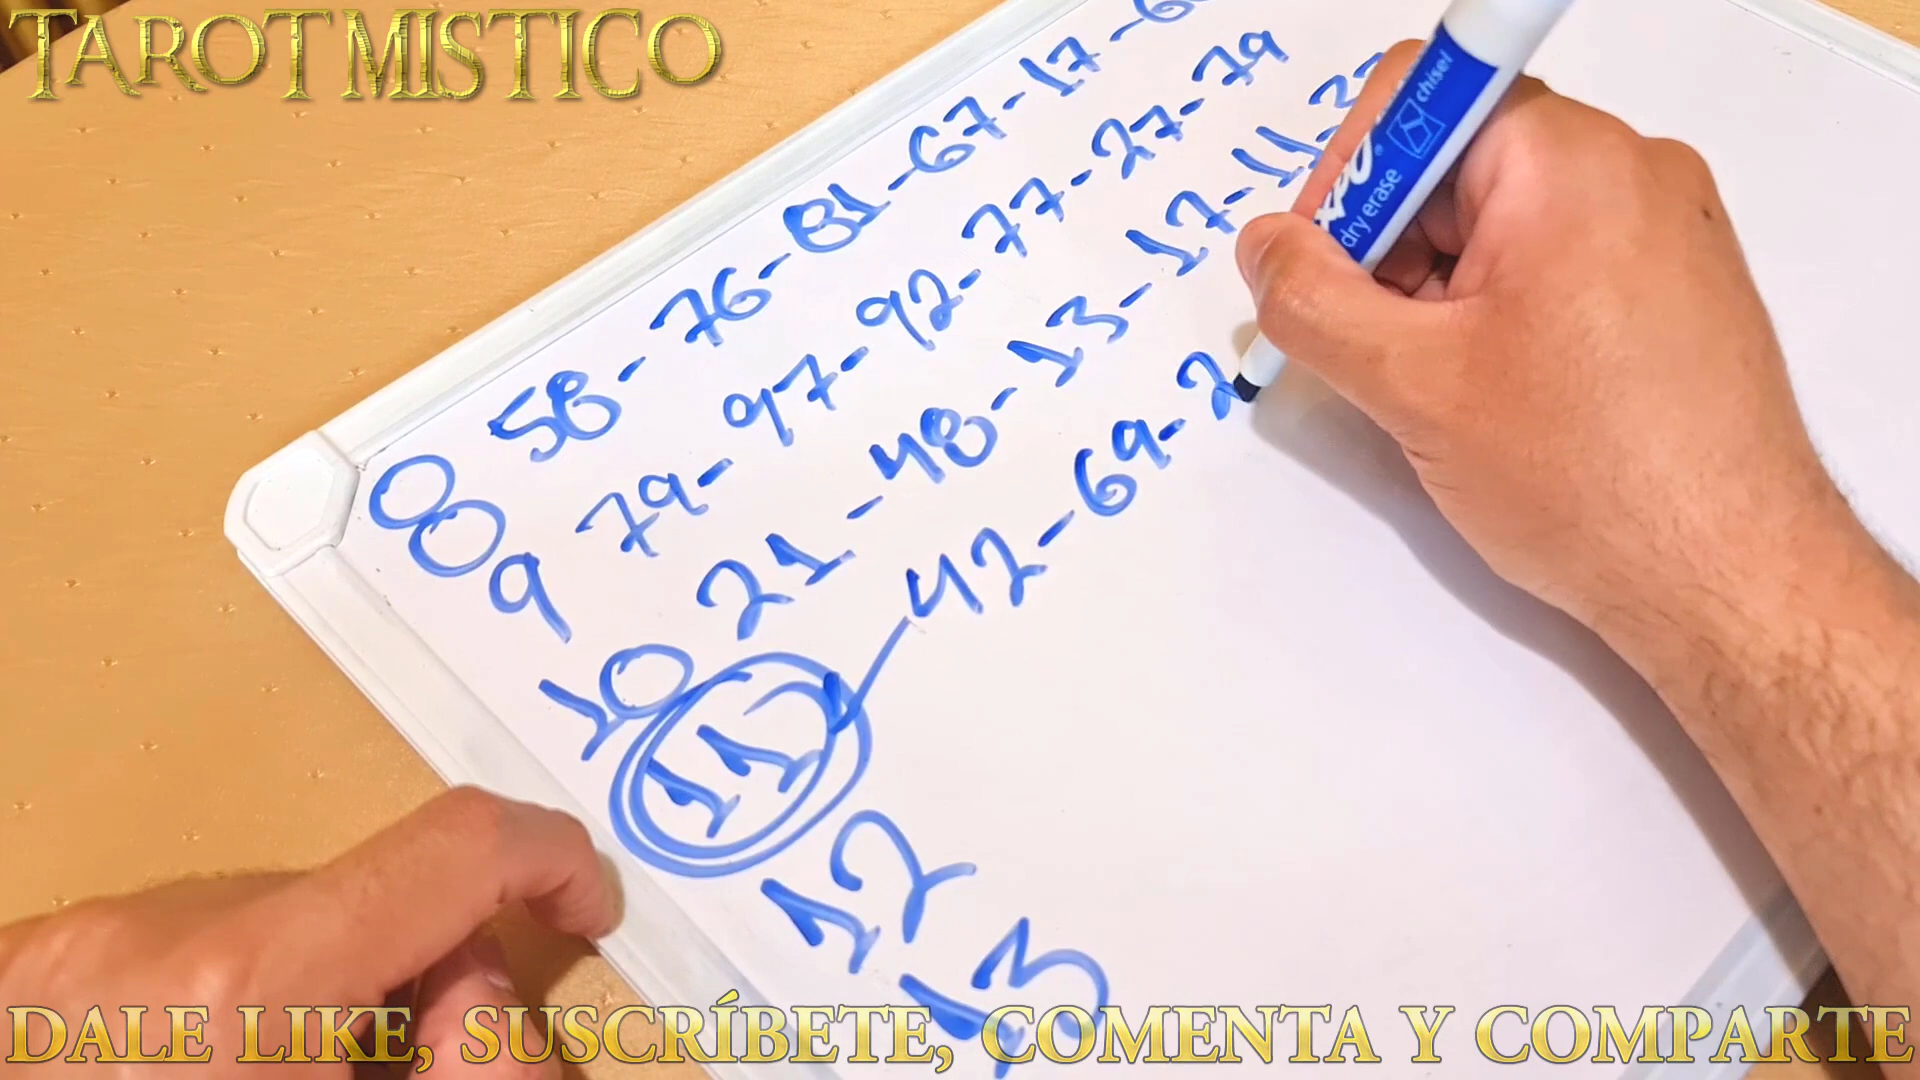 TAROT MISTICO
58-76-81-67-17-
79-97-92-77-27-79
21-48-13-17-11-
42-69-2
8
9
10
11
12
13
chisel
dry erase
DALE LIKE, SUSCRÍBETE, COMENTA Y COMPARTE